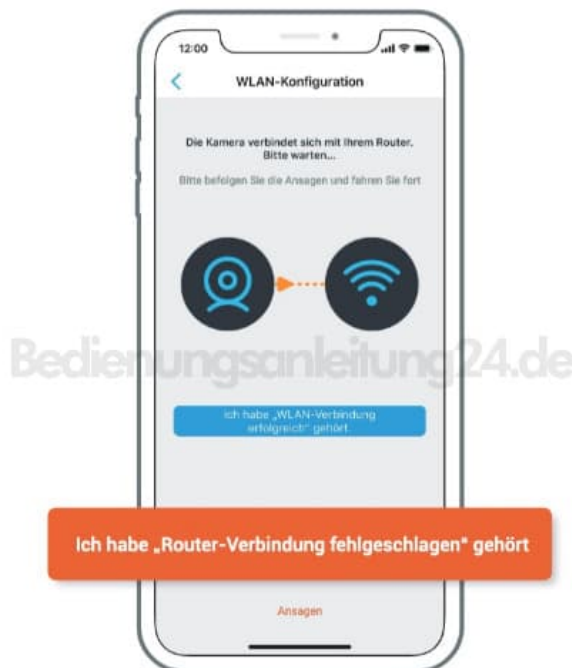 12:00
WLAN-Konfiguration
Die Kamera verbindet sich mit Ihrem Router.
Bitte warten...
Bitte befolgen Sie die Ansagen und fahren Sie fort
Bedienungsanleitung24.de
Ich habe „WLAN-Verbindung
erfolgreich“ gehört.
Ich habe „Router-Verbindung fehlgeschlagen“ gehört
Ansagen